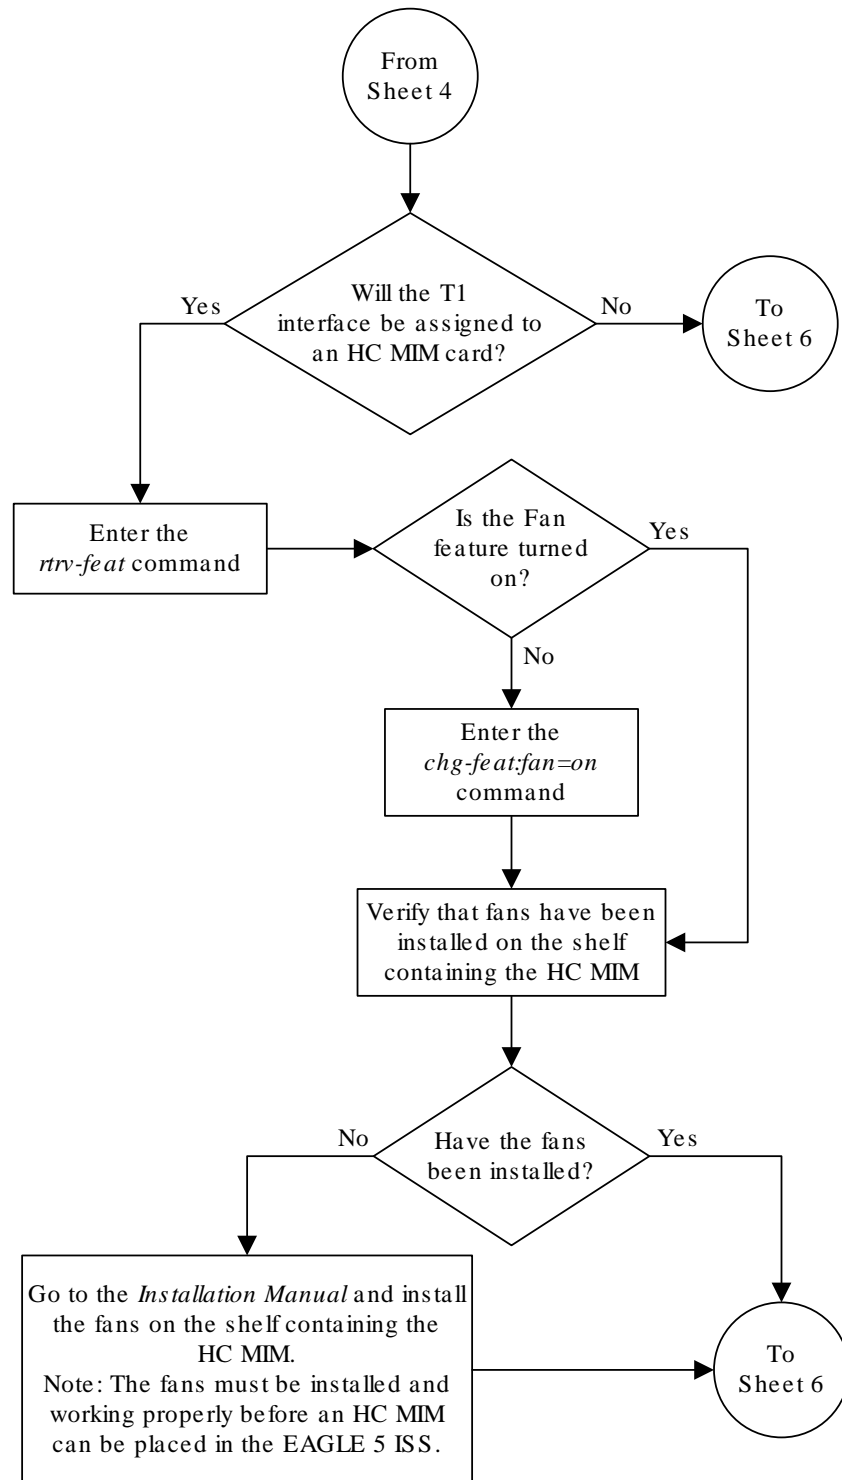 From
Sheet 4
Will the T1
interface be assigned to
an HC MIM card?
Yes
No
To
Sheet 6
Enter the
rtrv-feat command
Is the Fan
feature turned
on?
Yes
No
Enter the
chg-feat:fan=on
command
Verify that fans have been
installed on the shelf
containing the HC MIM
Have the fans
been installed?
No
Yes
Go to the Installation Manual and install
the fans on the shelf containing the
HC MIM.
Note: The fans must be installed and
working properly before an HC MIM
can be placed in the EAGLE 5 ISS.
To
Sheet 6